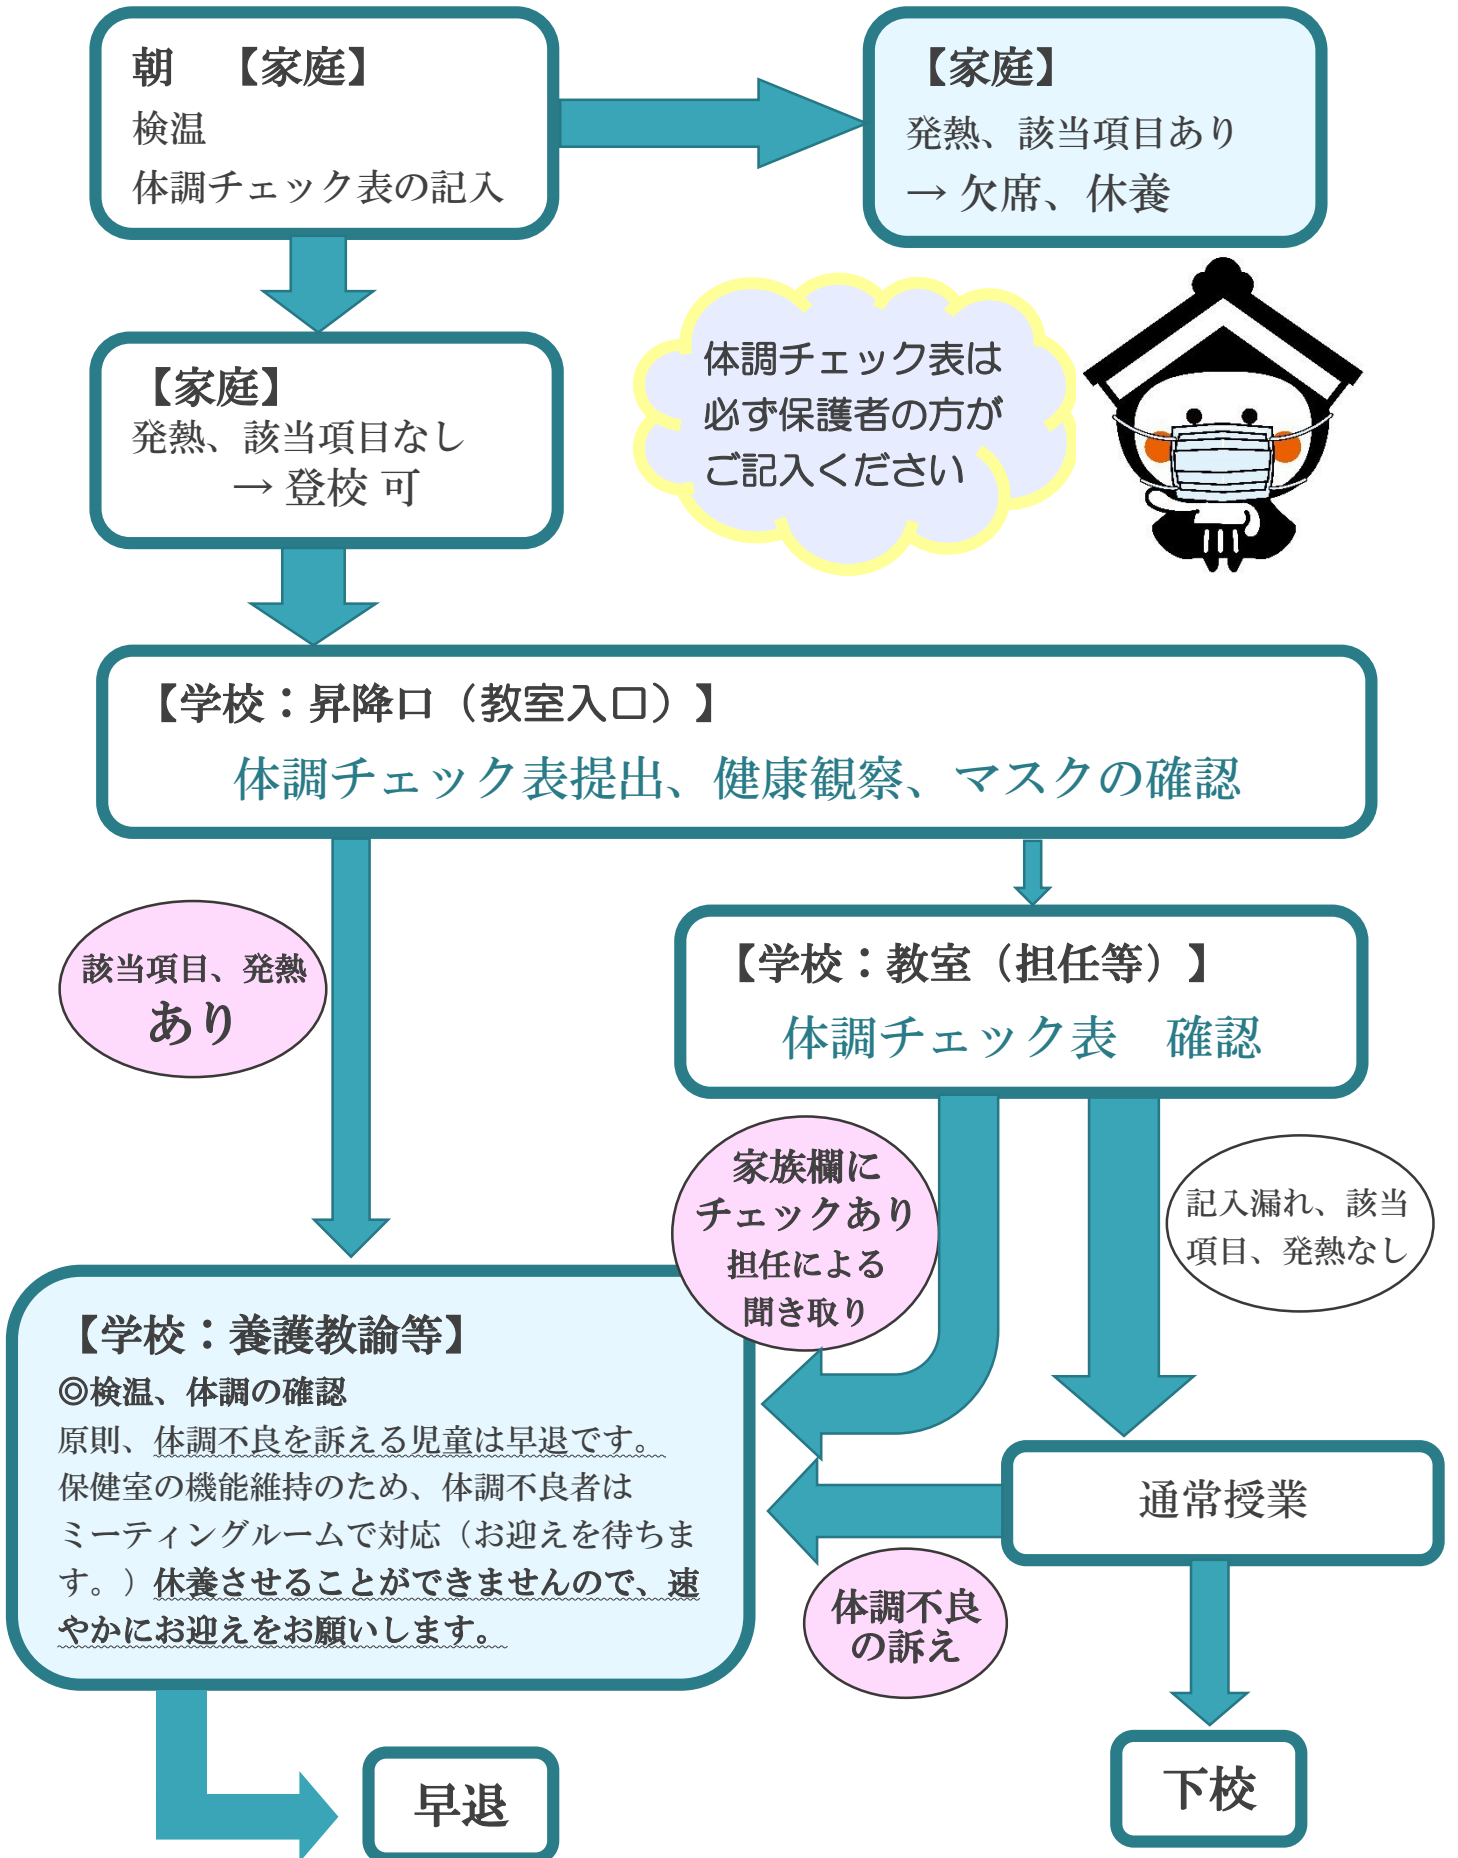 朝　【家庭】
検温
体調チェック表の記入
【家庭】
発熱、該当項目あり
→ 欠席、休養
【家庭】
発熱、該当項目なし
→ 登校 可
体調チェック表は
必ず保護者の方が
ご記入ください
【学校：昇降口（教室入口）】
体調チェック表提出、健康観察、マスクの確認
該当項目、発熱
あり
【学校：教室（担任等）】
体調チェック表　確認
家族欄に
チェックあり
担任による
聞き取り
記入漏れ、該当
項目、発熱なし
【学校：養護教諭等】
◎検温、体調の確認
原則、体調不良を訴える児童は早退です。
保健室の機能維持のため、体調不良者は
ミーティングルームで対応（お迎えを待ちま
す。）休養させることができませんので、速
やかにお迎えをお願いします。
通常授業
体調不良
の訴え
早退
下校